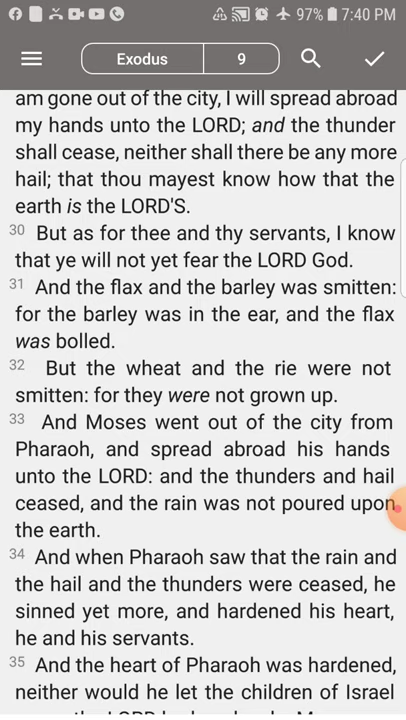 97% 7:40 PM
Exodus 9
am gone out of the city, I will spread abroad
my hands unto the LORD; and the thunder
shall cease, neither shall there be any more
hail; that thou mayest know how that the
earth is the LORD'S.
30 But as for thee and thy servants, I know
that ye will not yet fear the LORD God.
31 And the flax and the barley was smitten:
for the barley was in the ear, and the flax
was bolled.
32 But the wheat and the rie were not
smitten: for they were not grown up.
33 And Moses went out of the city from
Pharaoh, and spread abroad his hands
unto the LORD: and the thunders and hail
ceased, and the rain was not poured upon
the earth.
34 And when Pharaoh saw that the rain and
the hail and the thunders were ceased, he
sinned yet more, and hardened his heart,
he and his servants.
35 And the heart of Pharaoh was hardened,
neither would he let the children of Israel